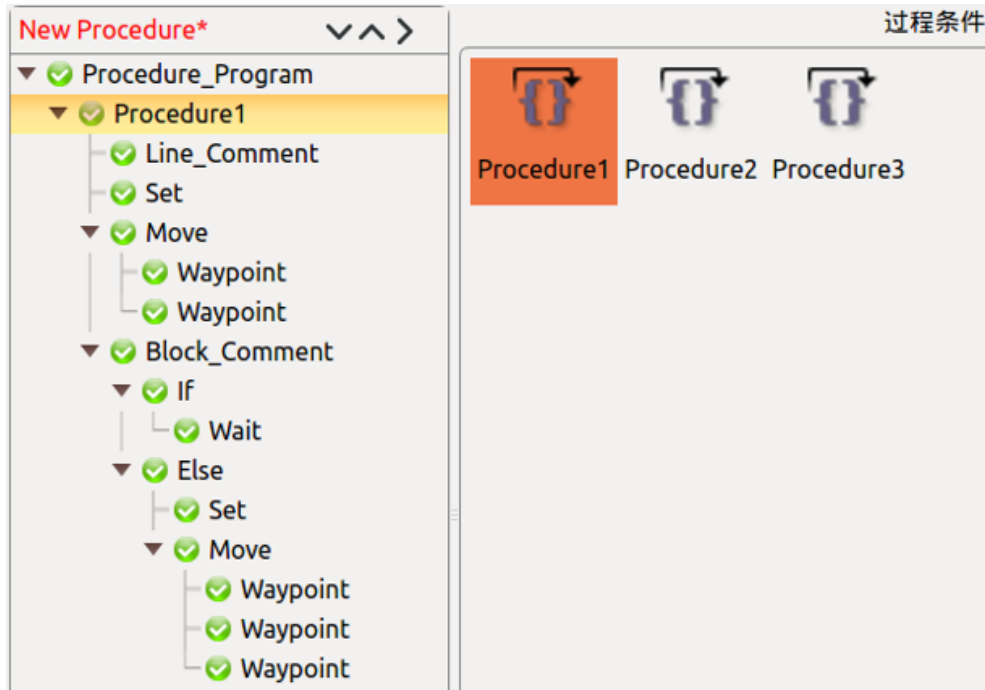 New Procedure*
Procedure_Program
Procedure1
Line_Comment
Set
Move
Waypoint
Waypoint
Block_Comment
If
Wait
Else
Set
Move
Waypoint
Waypoint
Waypoint
过程条件
Procedure1 Procedure2 Procedure3